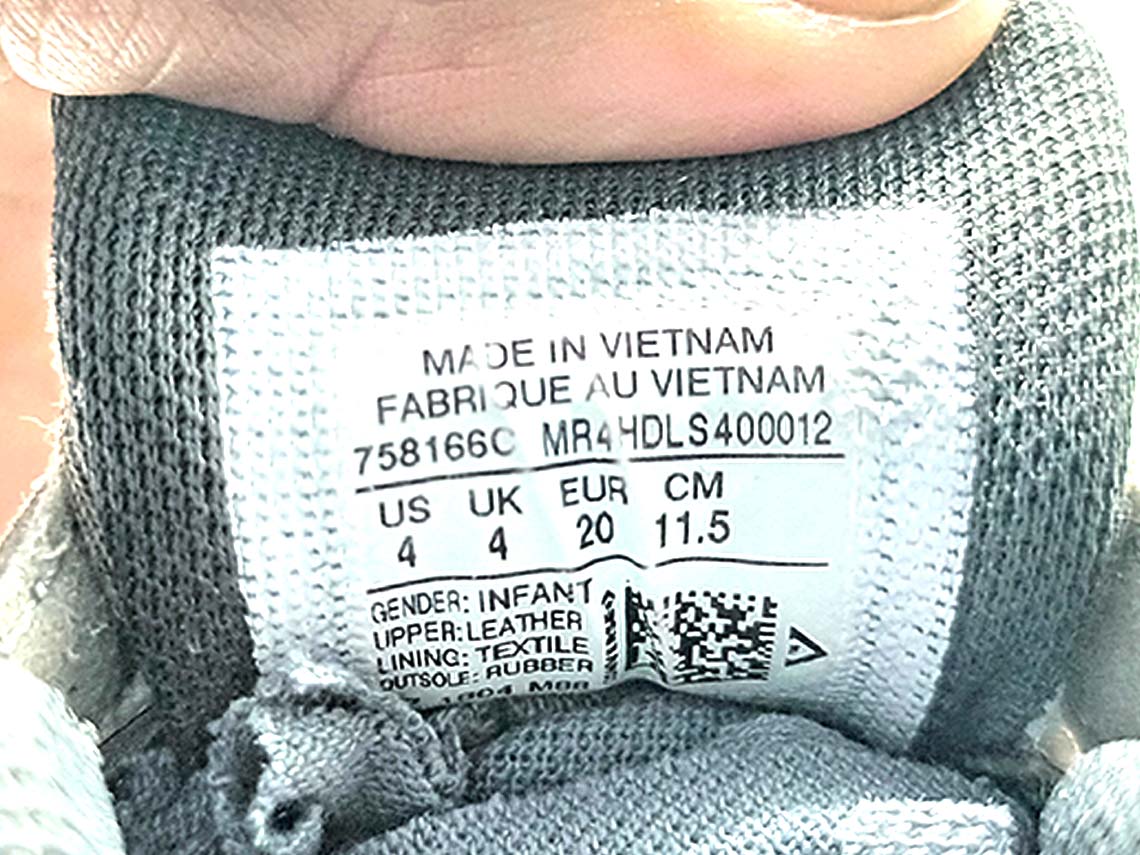 MADE IN VIETNAM
FABRIQUE AU VIETNAM
758166C MR4HDLS400012
US UK EUR CM
4 4 20 11.5
GENDER: INFANT
UPPER: LEATHER
LINING: TEXTILE
OUTSOLE: RUBBER